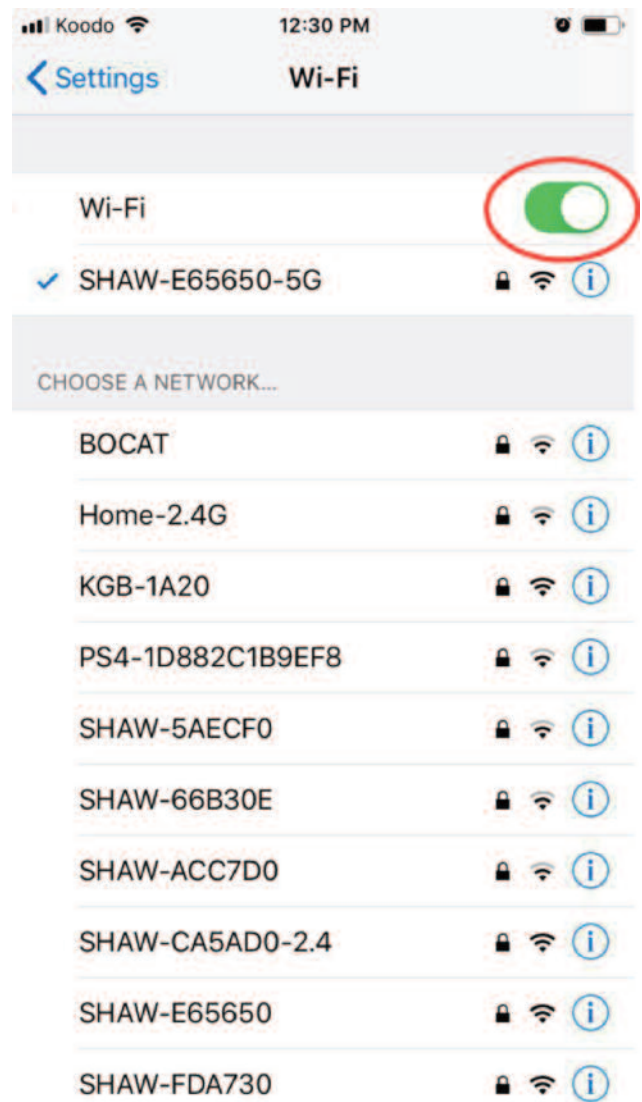 Koodo 12:30 PM
Settings Wi-Fi
Wi-Fi
SHAW-E65650-5G
CHOOSE A NETWORK...
BOCAT
Home-2.4G
KGB-1A20
PS4-1D882C1B9EF8
SHAW-5AECF0
SHAW-66B30E
SHAW-ACC7D0
SHAW-CA5AD0-2.4
SHAW-E65650
SHAW-FDA730